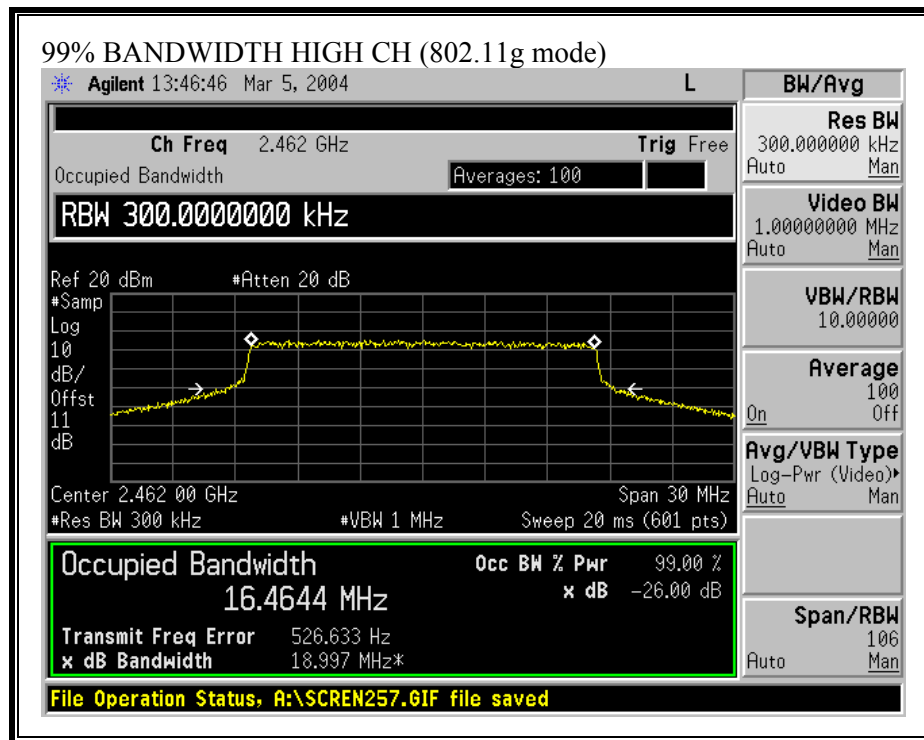 99% BANDWIDTH HIGH CH (802.11g mode)
Agilent 13:46:46 Mar 5, 2004 L
Ch Freq 2.462 GHz Trig Free
Occupied Bandwidth Averages: 100
RBW 300.0000000 kHz
Ref 20 dBm #Atten 20 dB
#Samp
Log
10
dB/
Offst
11
dB
Center 2.462 00 GHz Span 30 MHz
#Res BW 300 kHz #VBW 1 MHz Sweep 20 ms (601 pts)
Occupied Bandwidth Occ BW % Pwr 99.00 %
16.4644 MHz x dB -26.00 dB
Transmit Freq Error 526.633 Hz
x dB Bandwidth 18.997 MHz*
File Operation Status, A:\SCREN257.GIF file saved
BW/Avg
Res BW
300.000000 kHz
Auto Man
Video BW
1.00000000 MHz
Auto Man
VBW/RBW
10.00000
Average
100
On Off
Avg/VBW Type
Log-Pwr (Video)▸
Auto Man
Span/RBW
106
Auto Man